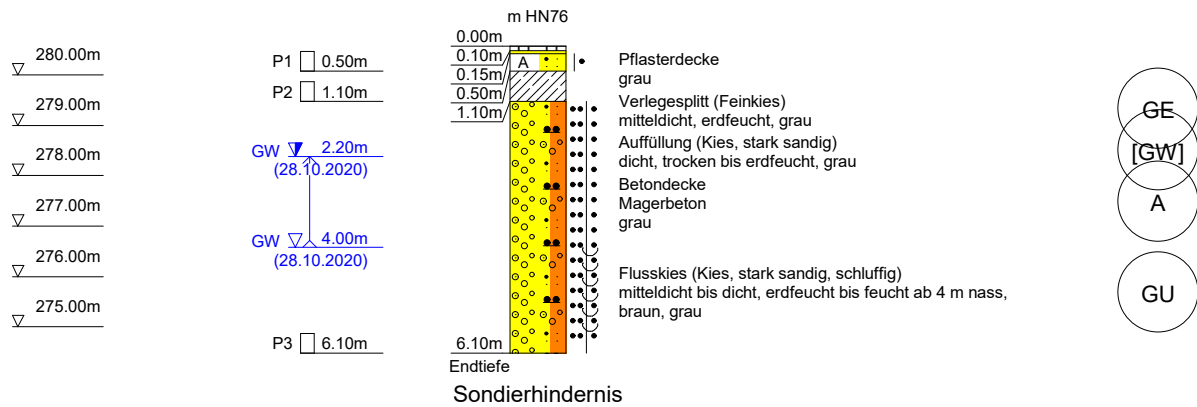 m HN76
280.00m
279.00m
278.00m
277.00m
276.00m
275.00m
P1 0.50m
P2 1.10m
GW 2.20m
(28.10.2020)
GW 4.00m
(28.10.2020)
P3 6.10m
0.00m
0.10m
0.15m
0.50m
1.10m
6.10m
Endtiefe
A
Pflasterdecke
grau
Verlegesplitt (Feinkies)
mitteldicht, erdfeucht, grau
Auffüllung (Kies, stark sandig)
dicht, trocken bis erdfeucht, grau
Betondecke
Magerbeton
grau
Flusskies (Kies, stark sandig, schluffig)
mitteldicht bis dicht, erdfeucht bis feucht ab 4 m nass,
braun, grau
GE
[GW]
A
GU
Sondierhindernis